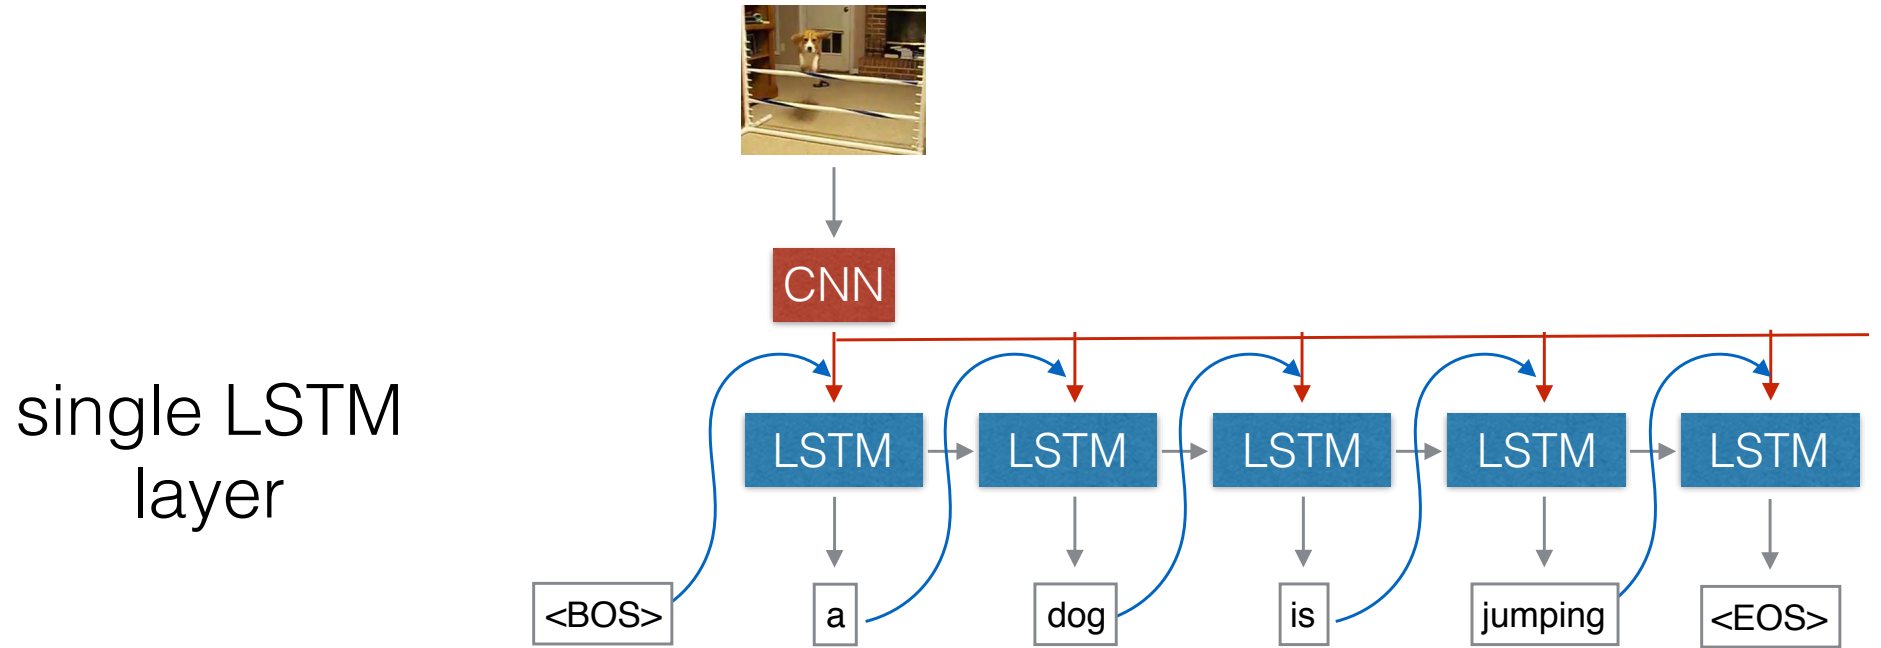 CNN
single LSTM
layer
LSTM LSTM LSTM LSTM LSTM
<BOS> a dog is jumping <EOS>